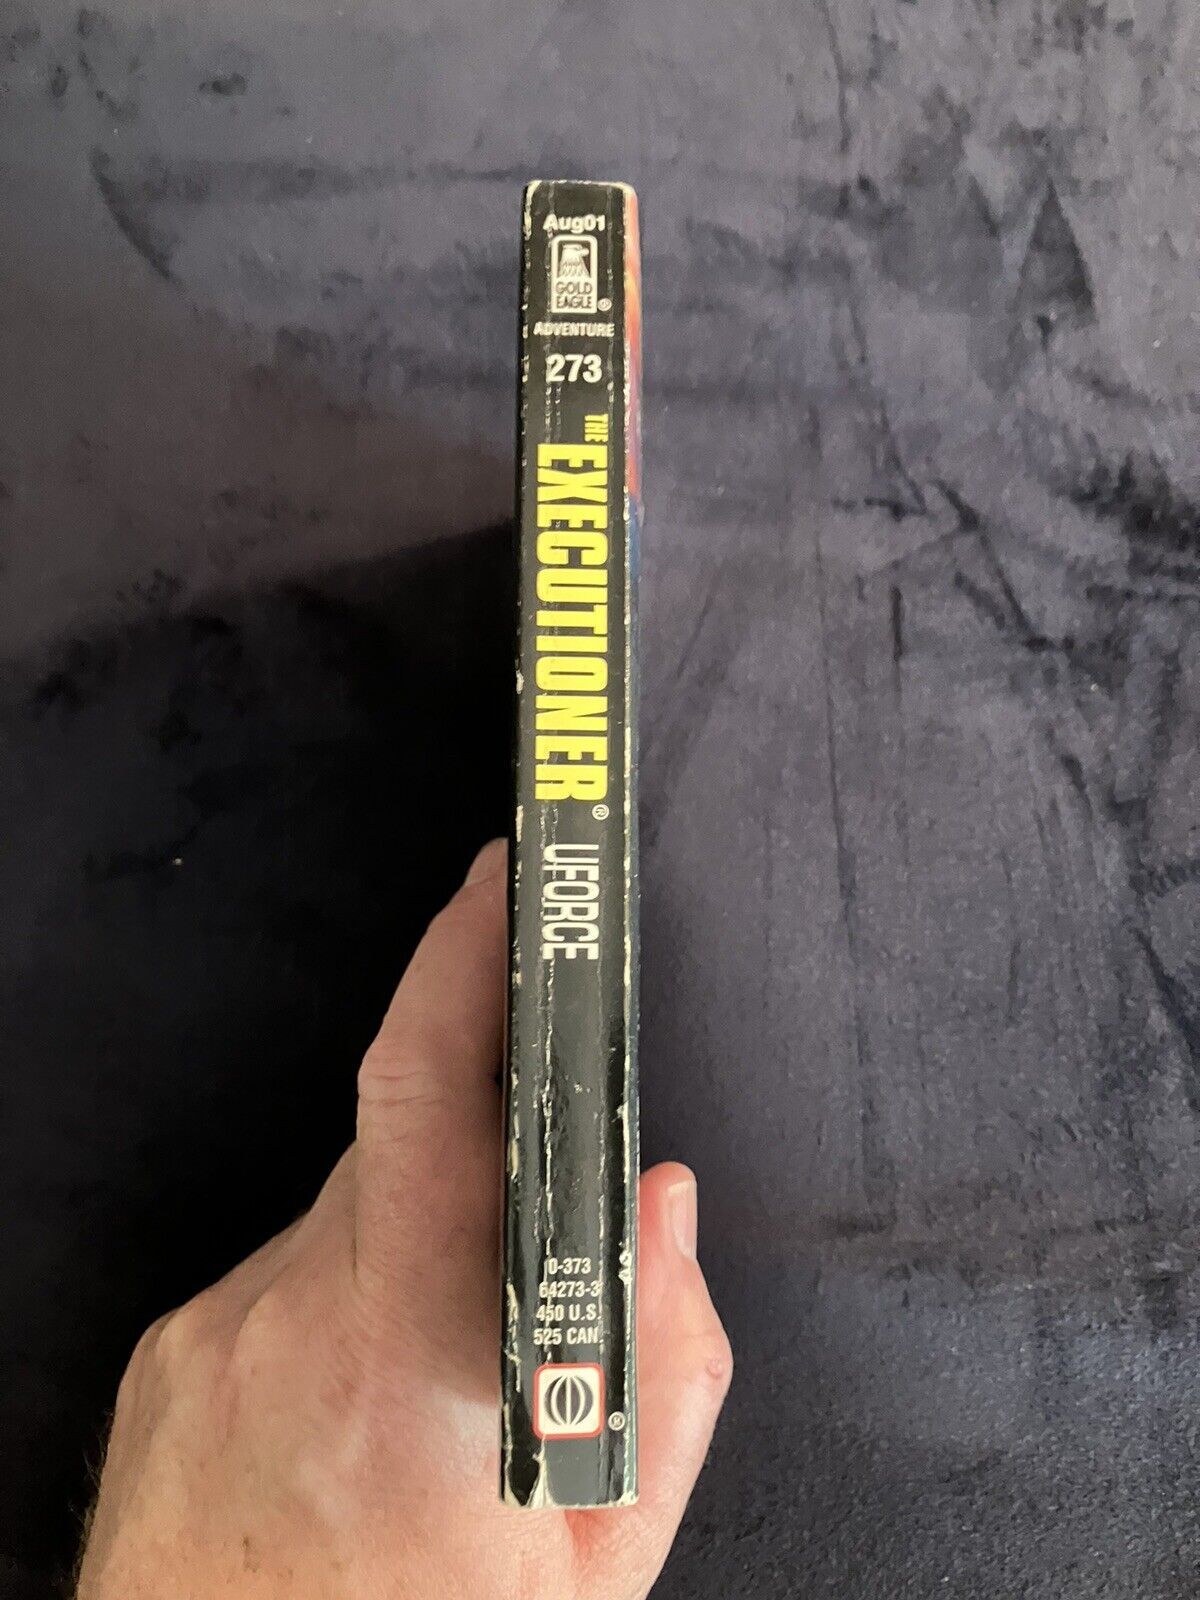 Aug01
GOLD
EAGLE®
ADVENTURE
273
THE EXECUTIONER®
UFORCE
0-373
64273-3
450 U.S.
525 CAN.
®